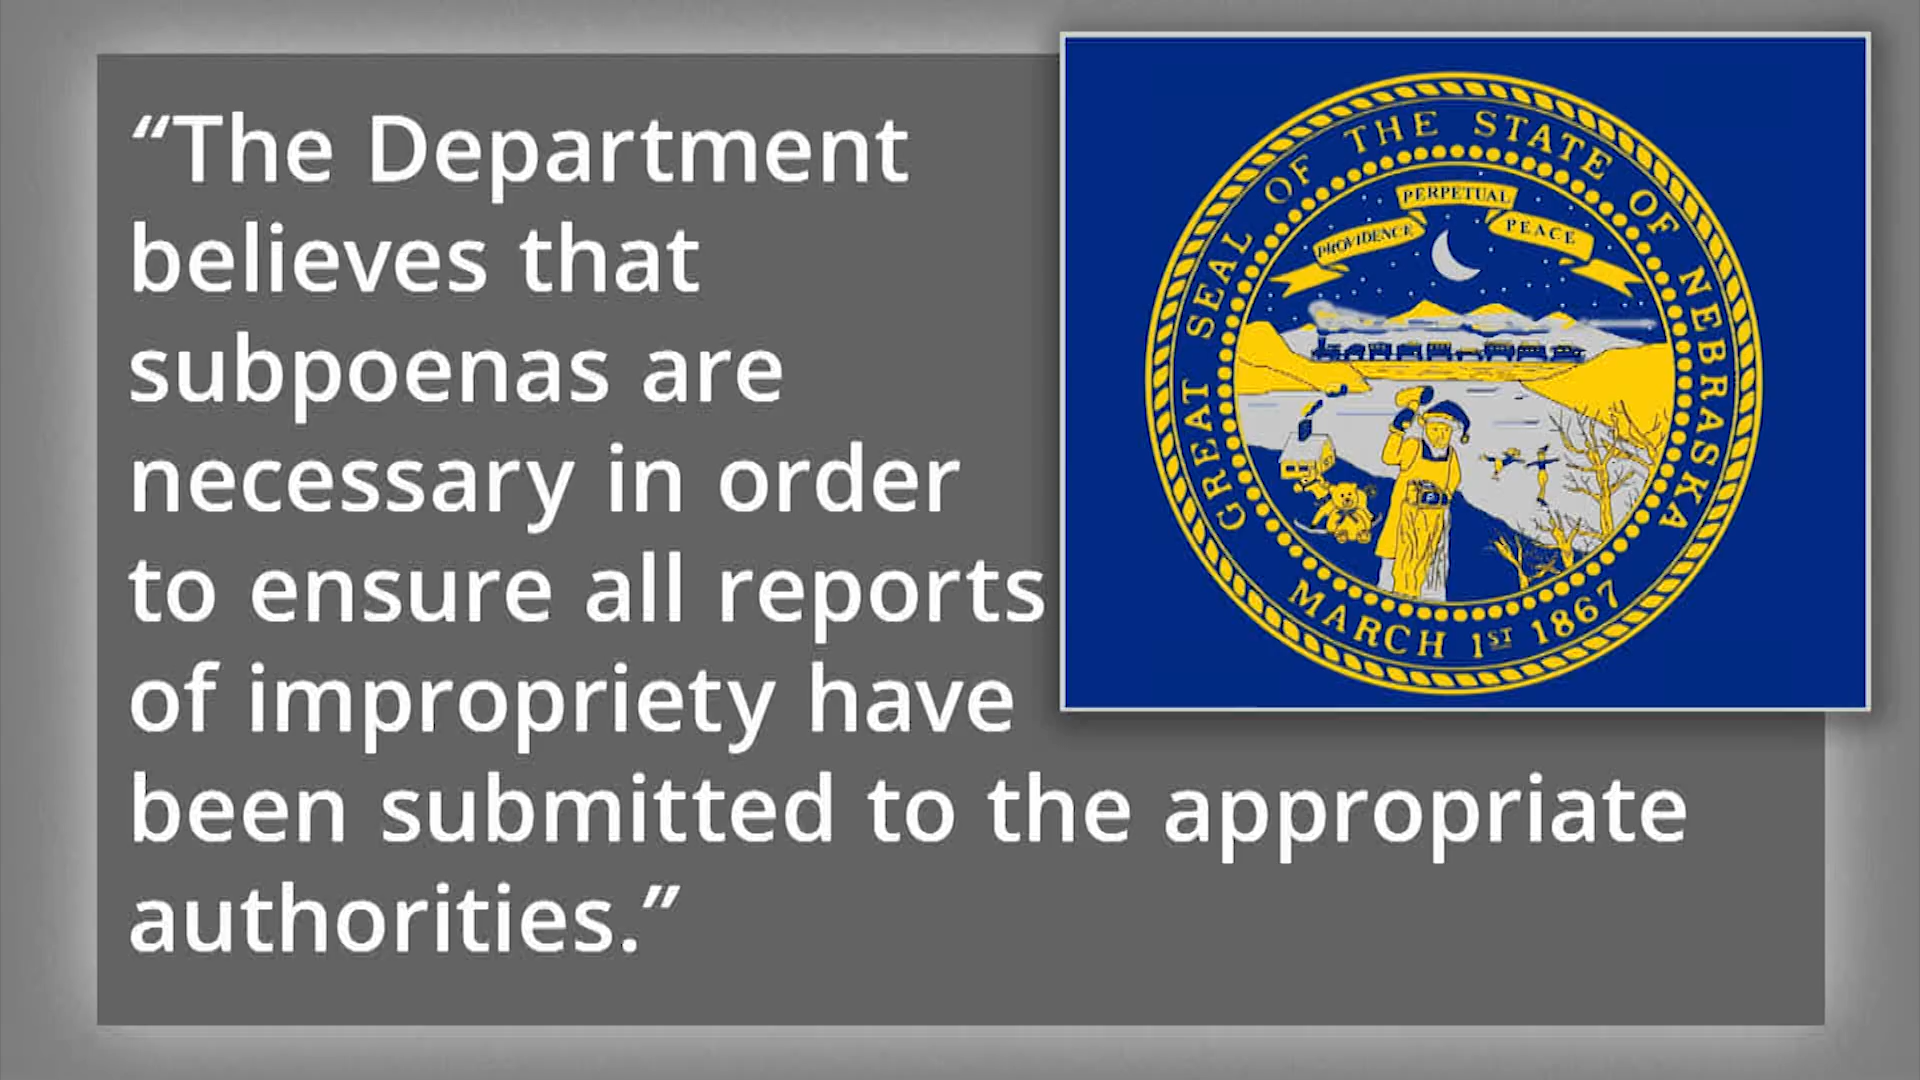 “The Department
believes that
subpoenas are
necessary in order
to ensure all reports
of impropriety have
been submitted to the appropriate
authorities.”
GREAT SEAL OF THE STATE OF NEBRASKA
PROVIDENCE PERPETUAL PEACE
MARCH 1ST 1867